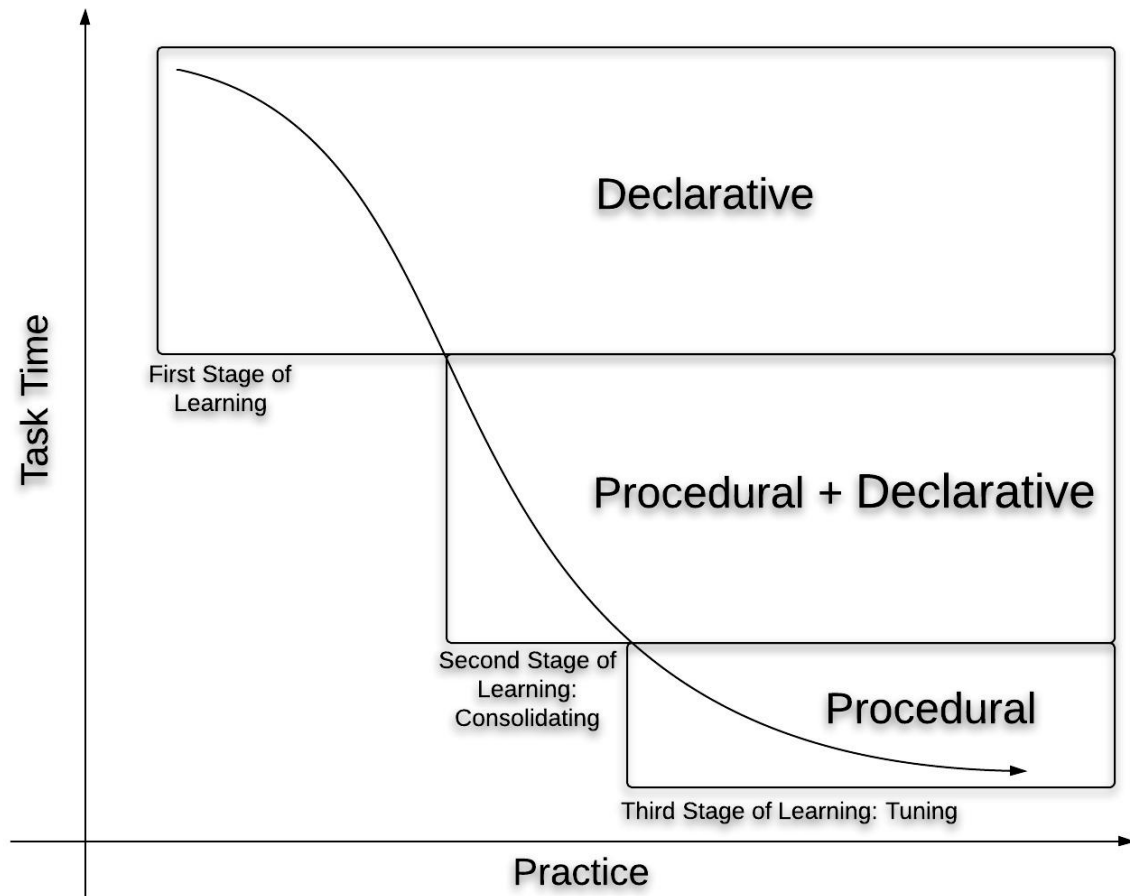 Declarative
Task Time
First Stage of
Learning
Procedural + Declarative
Second Stage of
Learning:
Consolidating
Procedural
Third Stage of Learning: Tuning
Practice